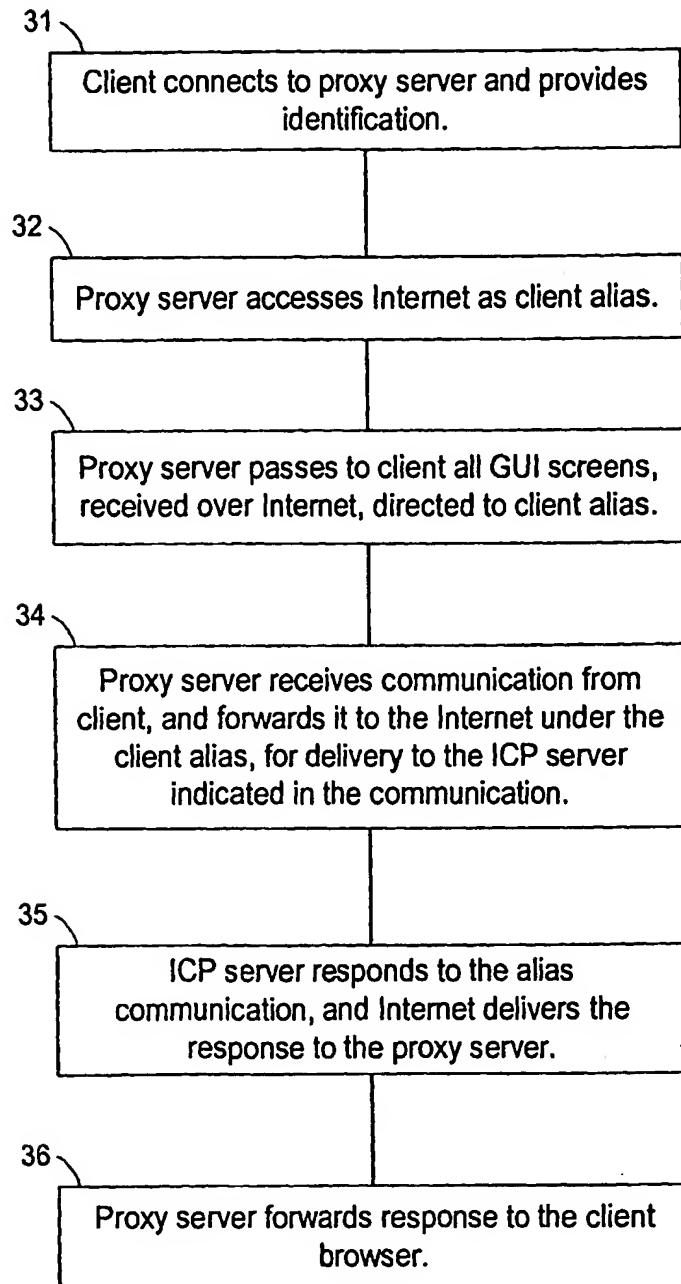 31
Client connects to proxy server and provides
identification.
32
Proxy server accesses Internet as client alias.
33
Proxy server passes to client all GUI screens,
received over Internet, directed to client alias.
34
Proxy server receives communication from
client, and forwards it to the Internet under the
client alias, for delivery to the ICP server
indicated in the communication.
35
ICP server responds to the alias
communication, and Internet delivers the
response to the proxy server.
36
Proxy server forwards response to the client
browser.